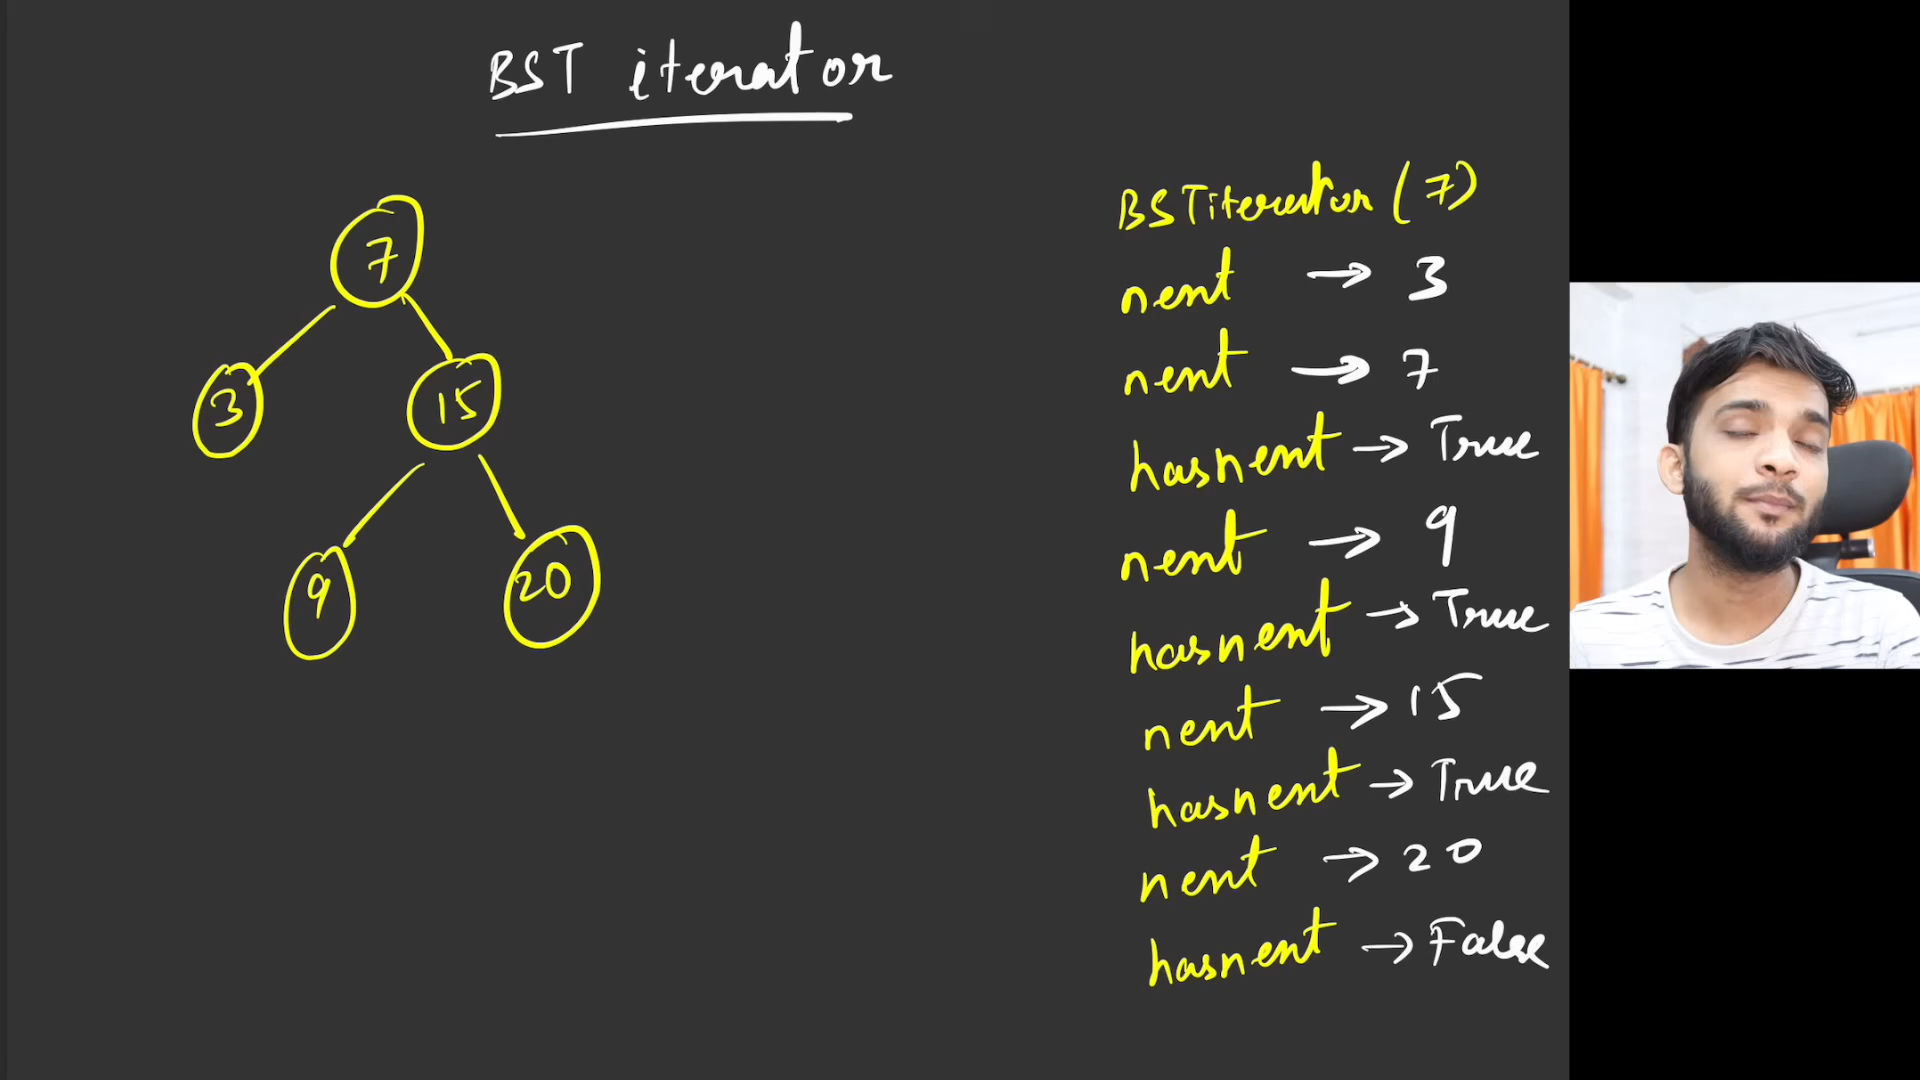 BST iterator
7
3
15
9
20
BSTiterator (7)
next → 3
next → 7
hasnext → True
next → 9
hasnext → True
next → 15
hasnext → True
next → 20
hasnext → False